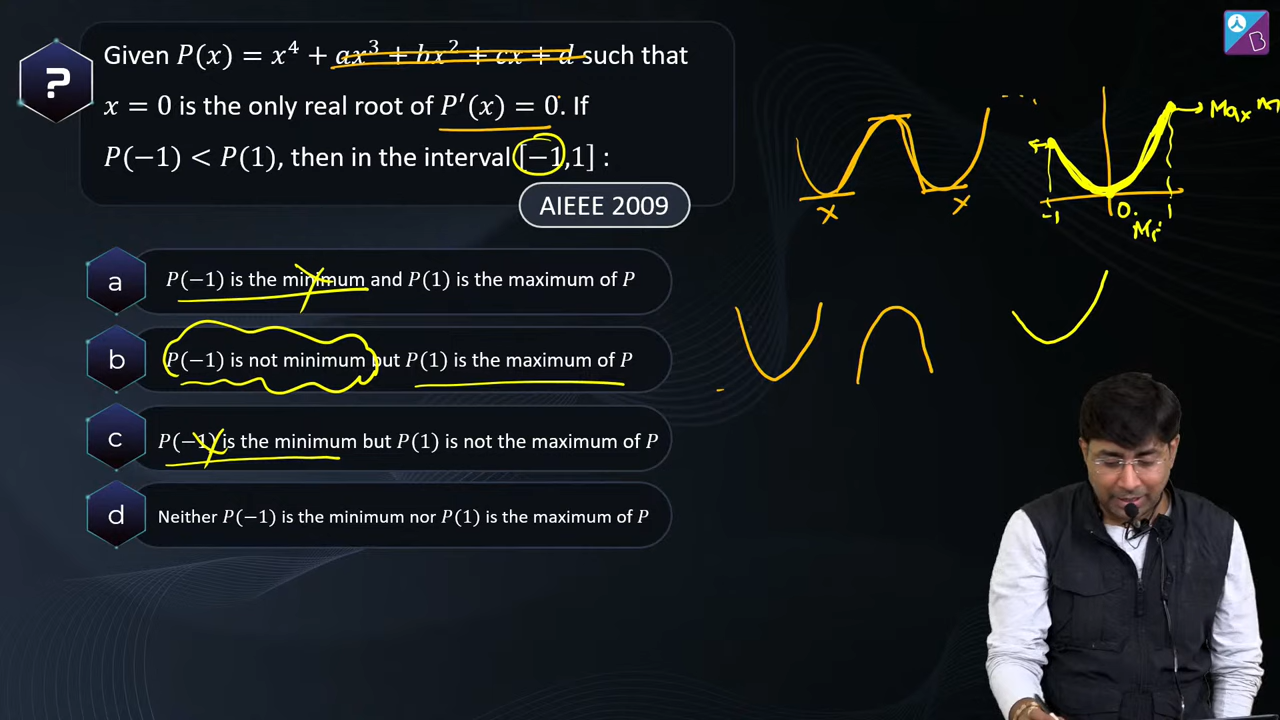 ?
Given P(x) = x⁴ + ax³ + bx² + cx + d such that
x = 0 is the only real root of P′(x) = 0. If
P(−1) < P(1), then in the interval [−1,1] :
AIEEE 2009
a P(−1) is the minimum and P(1) is the maximum of P
b P(−1) is not minimum but P(1) is the maximum of P
c P(−1) is the minimum but P(1) is not the maximum of P
d Neither P(−1) is the minimum nor P(1) is the maximum of P
x x
-1 0 1
B